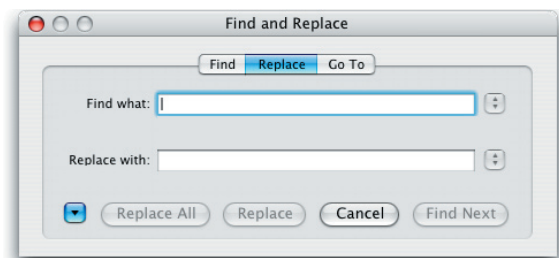 Find and Replace
Find Replace Go To
Find what:
Replace with:
Replace All Replace Cancel Find Next